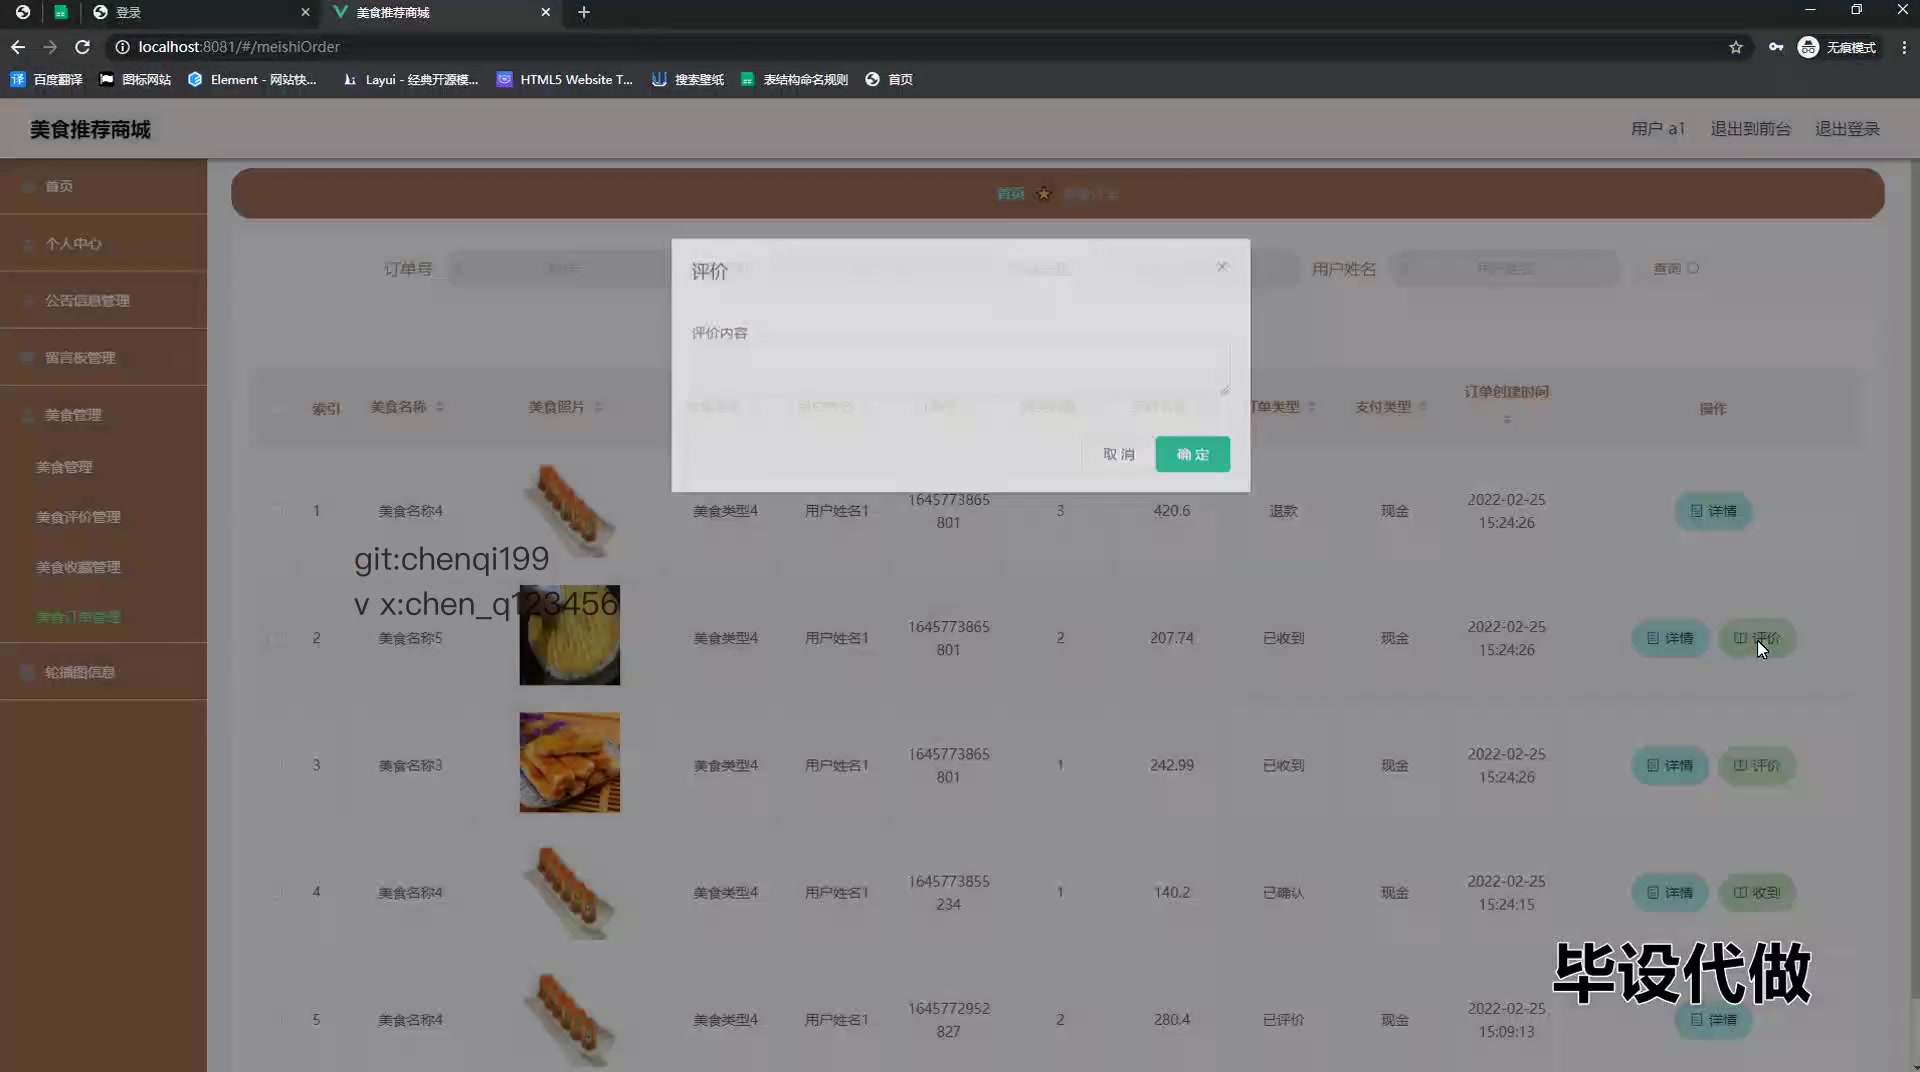 登录
美食推荐商城
localhost:8081/#/meishiOrder
无痕模式
百度翻译
图标网站
Element - 网站快...
Layui - 经典开源模...
HTML5 Website T...
搜索壁纸
表结构命名规则
首页
美食推荐商城
用户 a1
退出到前台
退出登录
首页
个人中心
公告信息管理
留言板管理
美食管理
美食管理
美食评价管理
美食收藏管理
美食订单管理
轮播图信息
首页
订单号
用户姓名
查询
评价
评价内容
取 消
确 定
索引
美食名称
美食照片
订单类型
支付类型
订单创建时间
操作
1 美食名称4 美食类型4 用户姓名1 1645773865801 3 420.6 退款 现金 2022-02-25 15:24:26 详情
git:chenqi199
v x:chen_q123456
2 美食名称5 美食类型4 用户姓名1 1645773865801 2 207.74 已收到 现金 2022-02-25 15:24:26 详情 评价
3 美食名称3 美食类型4 用户姓名1 1645773865801 1 242.99 已收到 现金 2022-02-25 15:24:26 详情 评价
4 美食名称4 美食类型4 用户姓名1 1645773855234 1 140.2 已确认 现金 2022-02-25 15:24:15 详情 收到
毕设代做
5 美食名称4 美食类型4 用户姓名1 1645772952827 2 280.4 已评价 现金 2022-02-25 15:09:13 详情